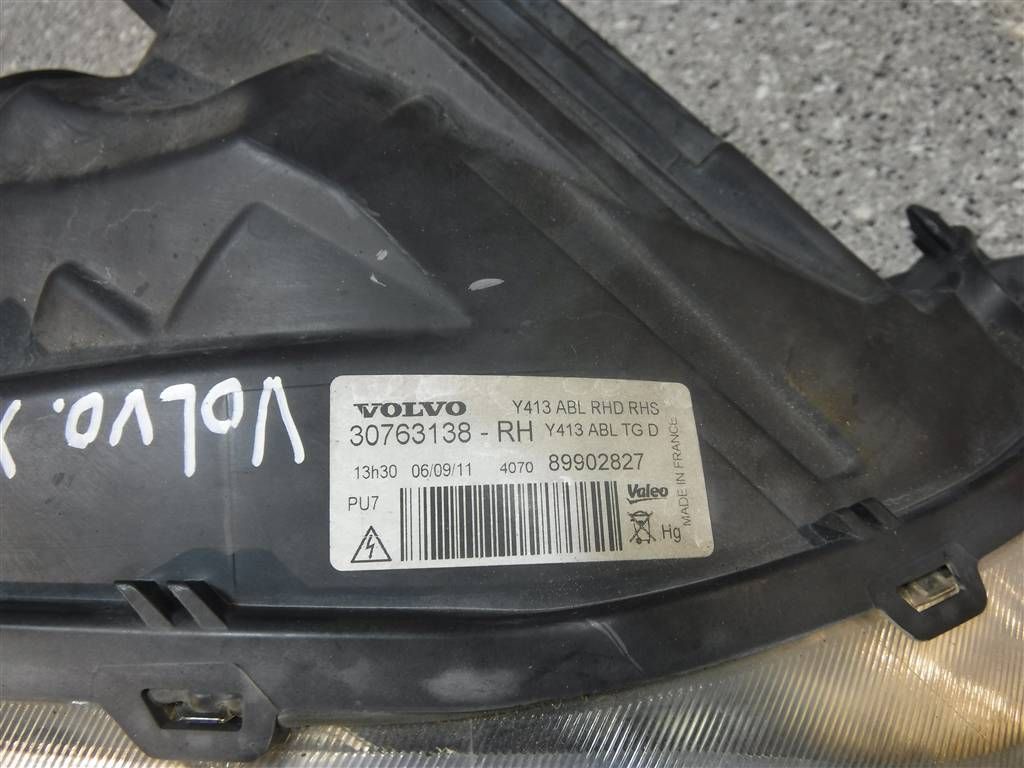 VOLVO.
VOLVO Y413 ABL RHD RHS
30763138 - RH Y413 ABL TG D
13h30 06/09/11 4070 89902827
PU7
Valeo
Hg
MADE IN FRANCE